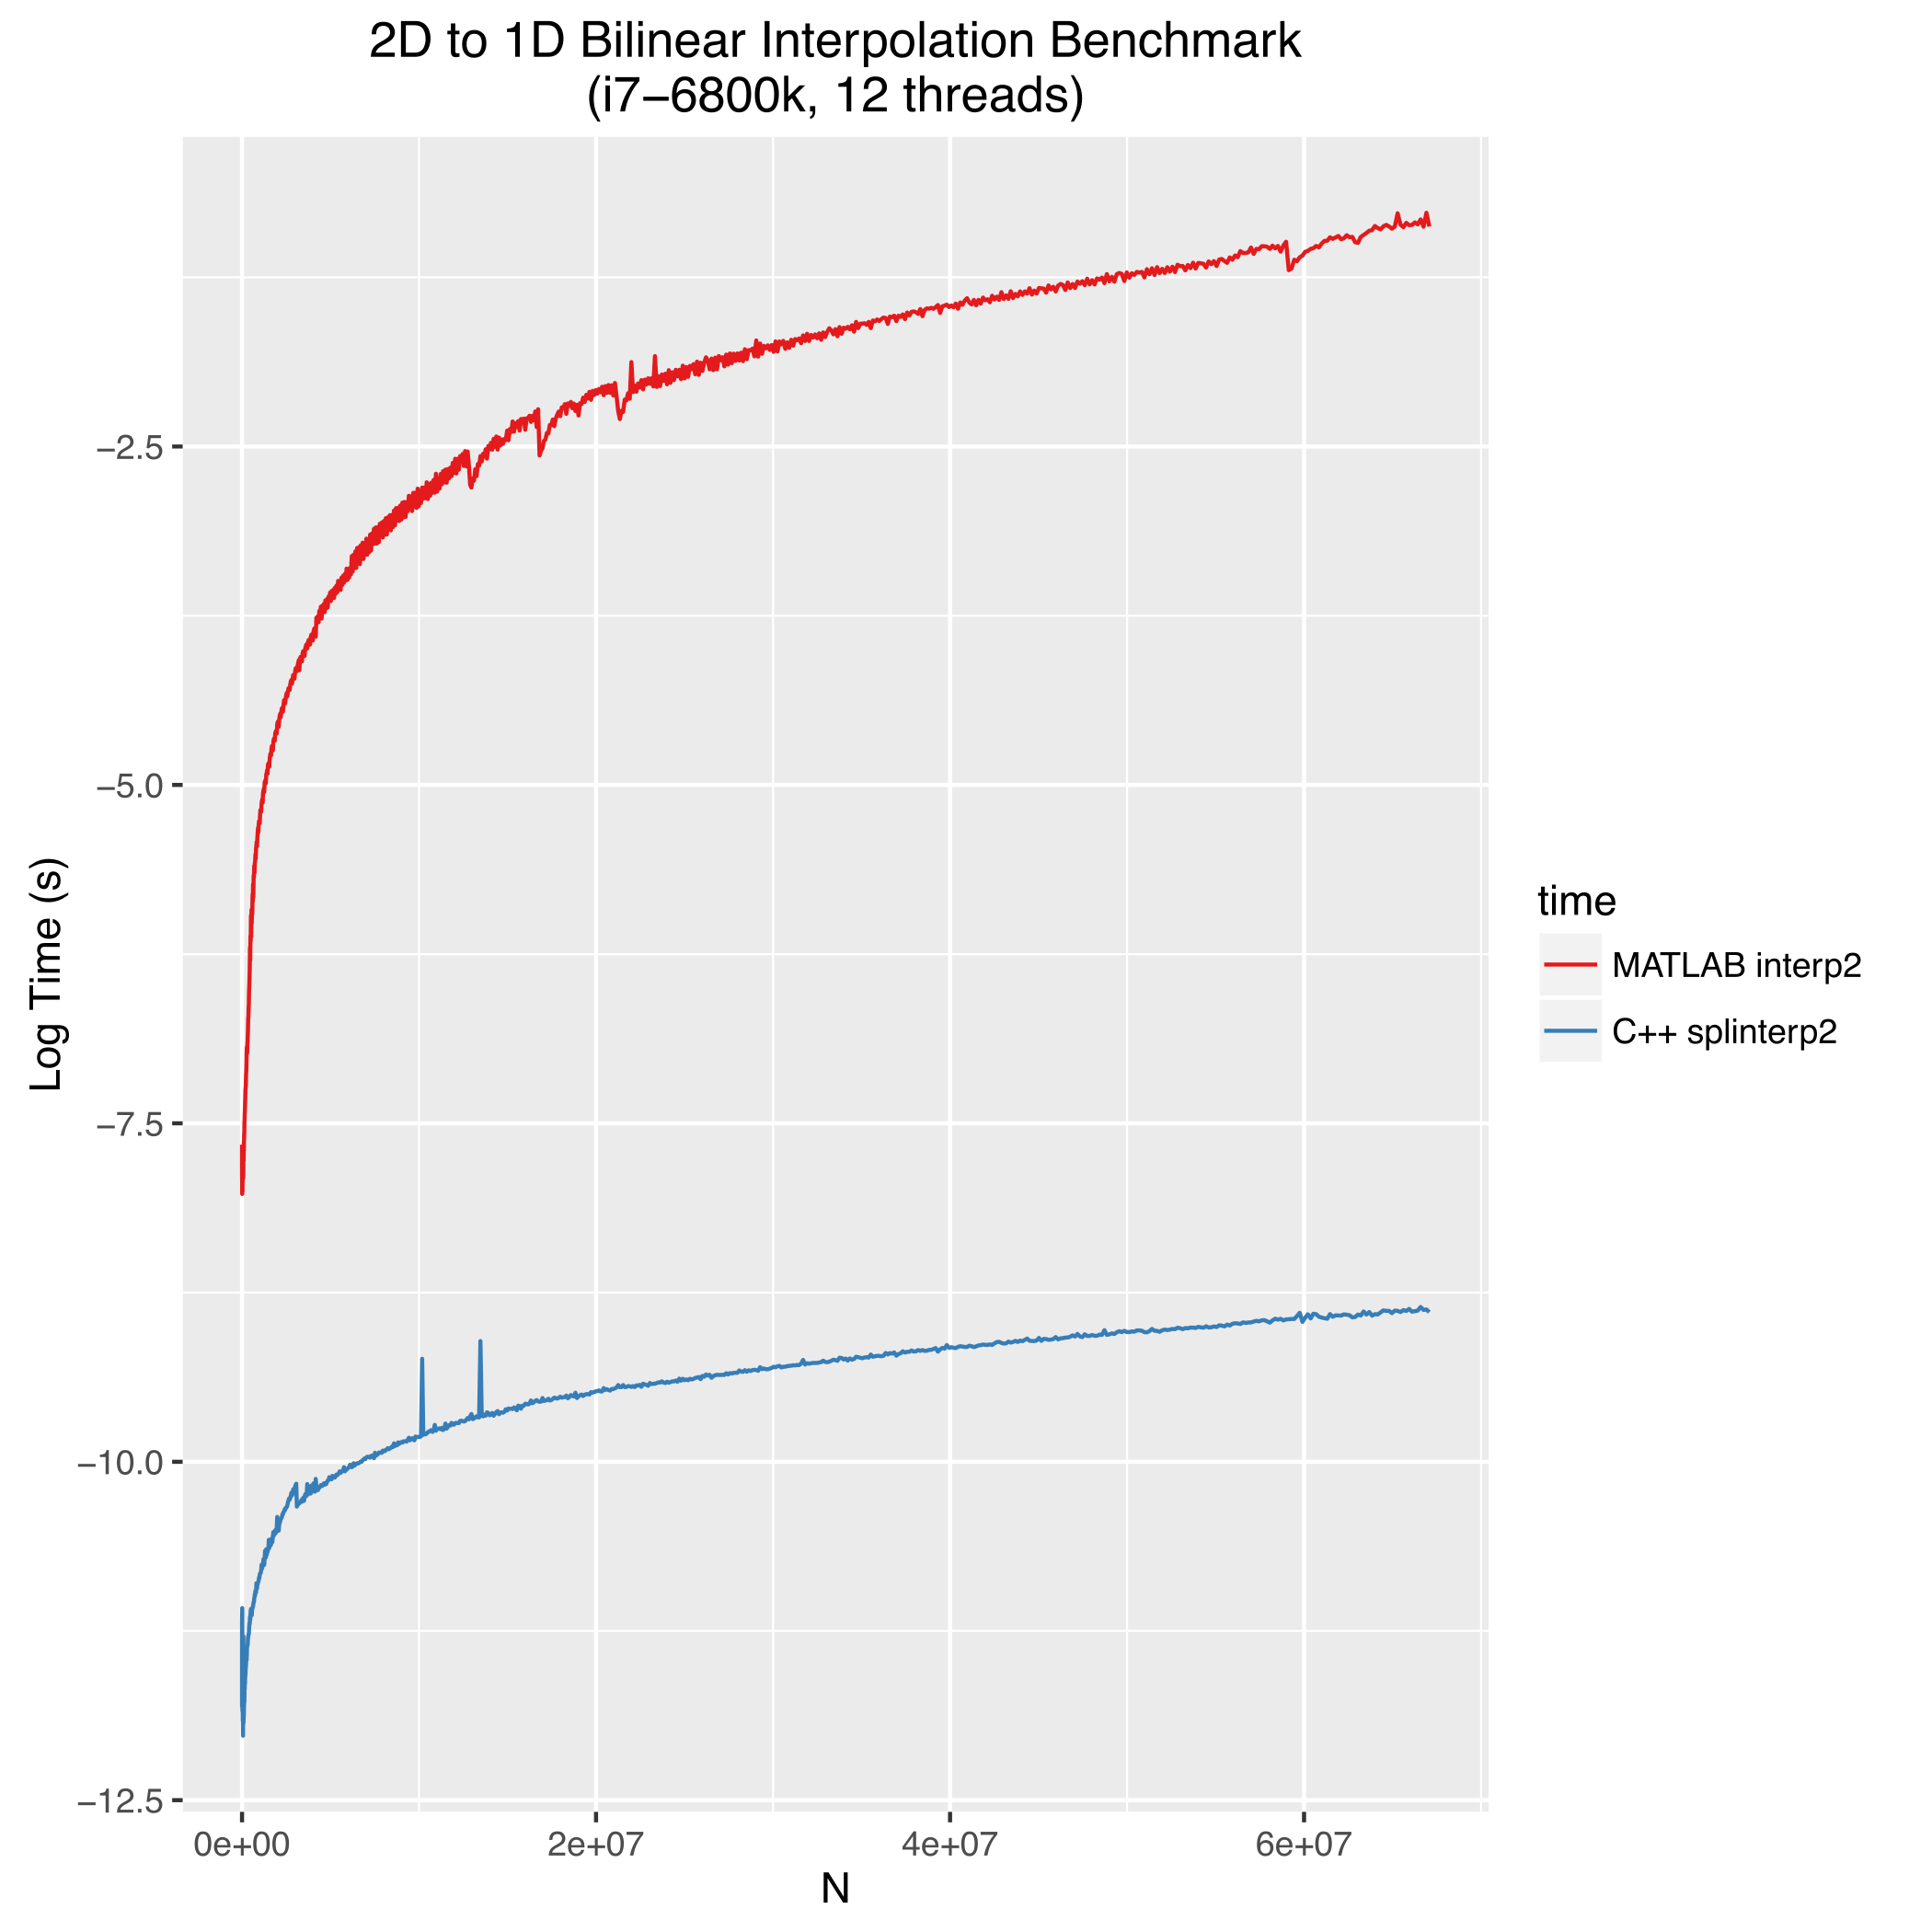 2D to 1D Bilinear Interpolation Benchmark
(i7−6800k, 12 threads)
Log Time (s)
−2.5
−5.0
−7.5
−10.0
−12.5
0e+00 2e+07 4e+07 6e+07
N
time
MATLAB interp2
C++ splinterp2